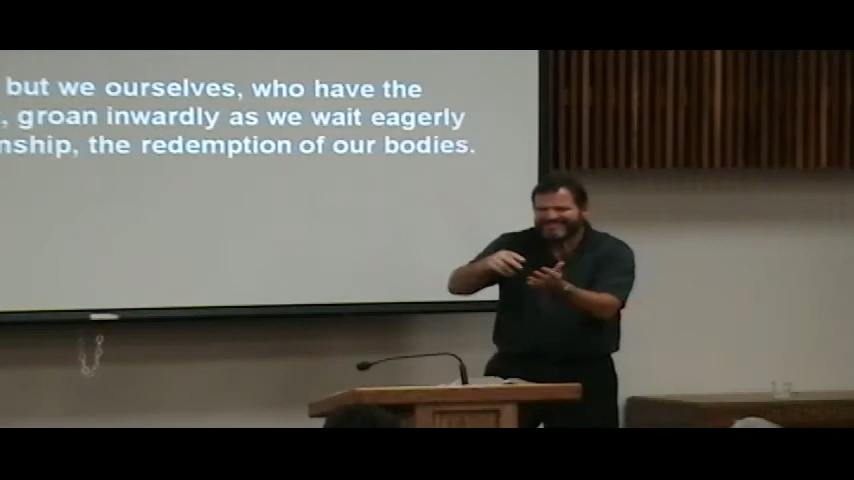 but we ourselves, who have the
, groan inwardly as we wait eagerly
nship, the redemption of our bodies.